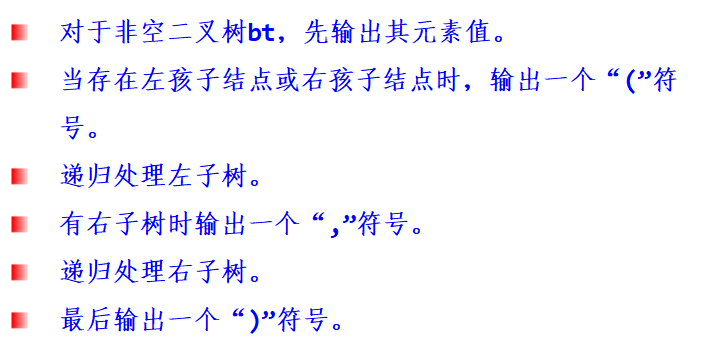 对于非空二叉树bt，先输出其元素值。
当存在左孩子结点或右孩子结点时，输出一个“(”符
号。
递归处理左子树。
有右子树时输出一个“,”符号。
递归处理右子树。
最后输出一个“)”符号。